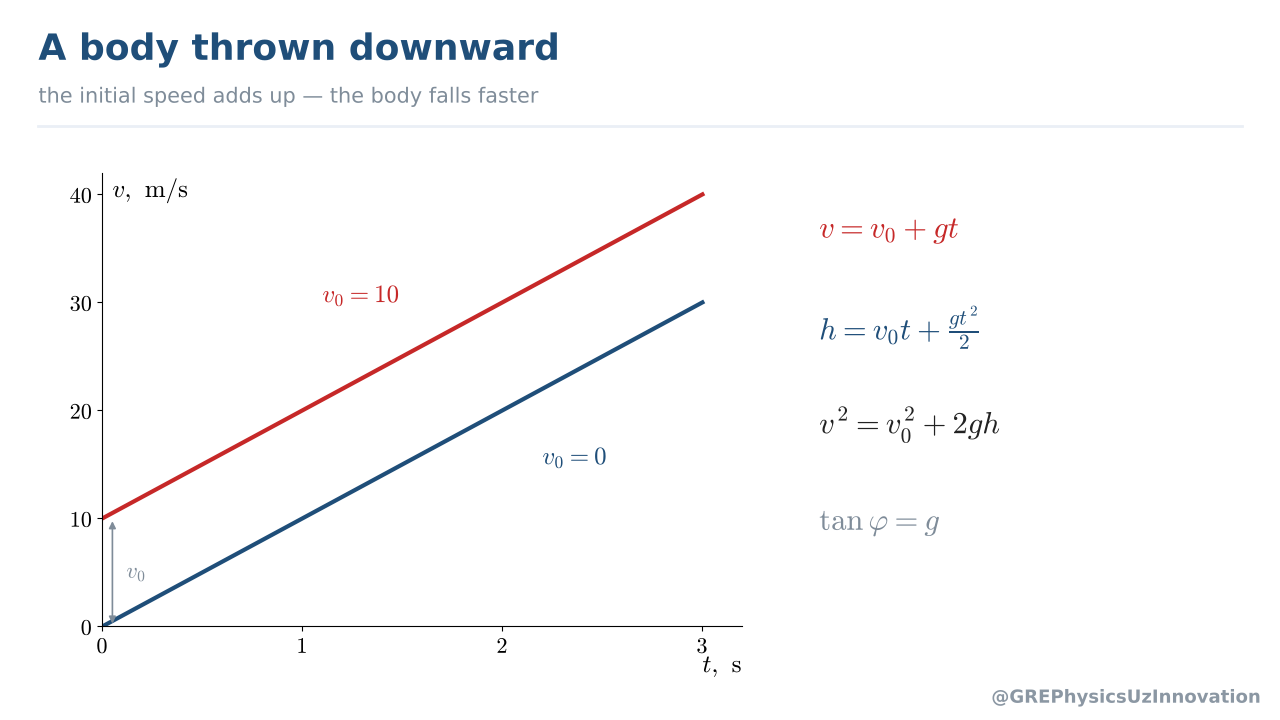 A body thrown downward
the initial speed adds up — the body falls faster
v, m/s
40
30
20
10
0
0 1 2 3
t, s
v₀ = 10
v₀ = 0
v₀
v = v₀ + gt
h = v₀t + gt²/2
v² = v₀² + 2gh
tan φ = g
@GREPhysicsUzInnovation